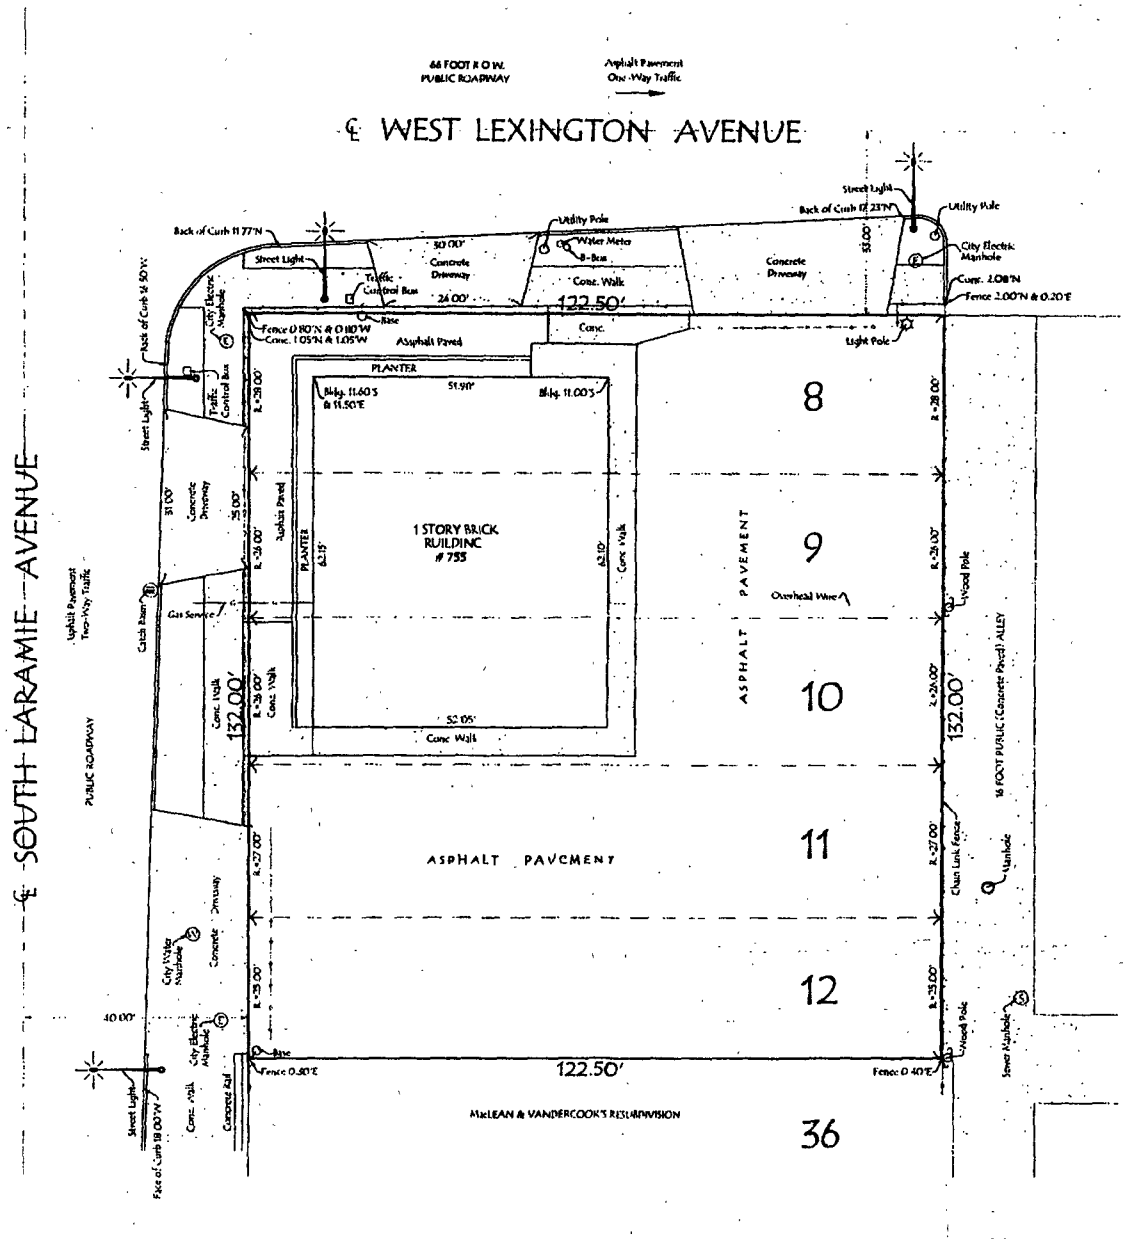 66 FOOT R O W.
PUBLIC ROADWAY
Asphalt Pavement
One-Way Traffic
℄ WEST LEXINGTON AVENUE
Street Light
Back of Curb 17.23'N
Utility Pole
33.00'
City Electric
Manhole
Conc. 2.08'N
Fence 2.00'N & 0.20'E
Light Pole
Back of Curb 11.77'N
Street Light
Traffic
Control Box
Base
30.00'
Concrete
Driveway
26.00'
Utility Pole
Water Meter
B-Box
Conc. Walk
122.50'
Conc.
Concrete
Driveway
Back of Curb 16.50'W
City Electric
Manhole
Traffic
Control Box
Street Light
Fence 0.80'N & 0.80'W
Conc. 1.05'N & 1.05'W
Asphalt Paved
PLANTER
51.90'
Bldg. 11.60'S
& 11.50'E
Bldg. 11.00'S
R.=28.00'
8
R.=28.00'
31.00'
Concrete
Driveway
25.00'
R.=26.00'
Asphalt Paved
PLANTER
62.15'
1 STORY BRICK
BUILDING
# 755
62.10'
Conc. Walk
ASPHALT PAVEMENT
9
R.=26.00'
Overhead Wire
Wood Pole
℄ SOUTH LARAMIE AVENUE
Asphalt Pavement
Two-Way Traffic
PUBLIC ROADWAY
Catch Basin
Gas Service
Conc. Walk
132.00'
R.=26.00'
Conc. Walk
52.05'
Conc. Walk
10
R.=26.00'
132.00'
16 FOOT PUBLIC (Concrete Paved) ALLEY
R.=27.00'
ASPHALT PAVEMENT
11
R.=27.00'
Chain Link Fence
Manhole
Concrete Driveway
City Water
Manhole
R.=25.00'
12
R.=25.00'
40.00'
City Electric
Manhole
Base
Fence 0.30'E
122.50'
Fence 0.40'E
Wood Pole
Sewer Manhole
Street Light
Face of Curb 18.00'W
Conc. Walk
Concrete Rail
MacLEAN & VANDERCOOK'S RESUBDIVISION
36